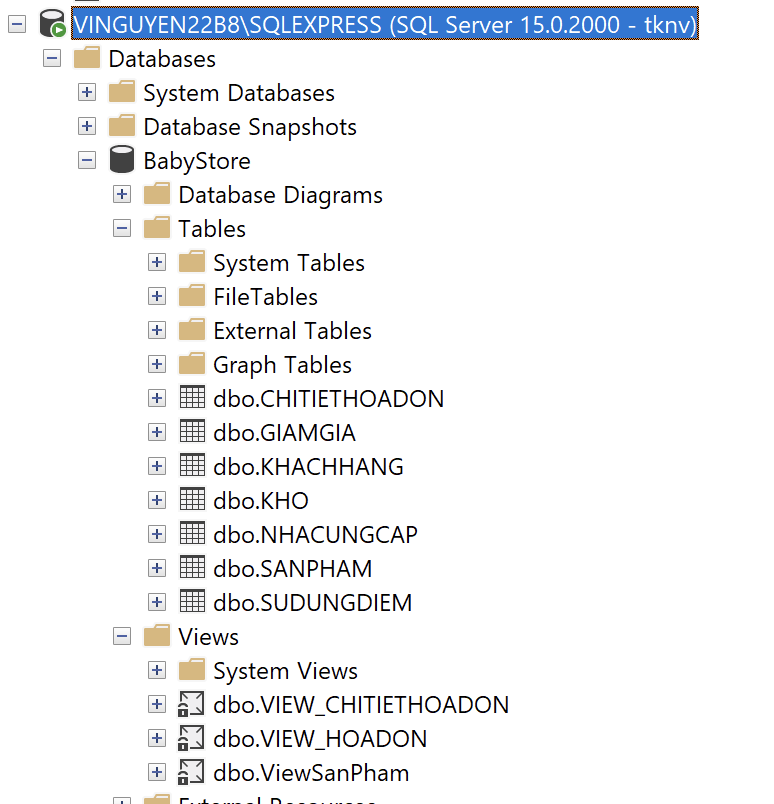 VINGUYEN22B8\SQLEXPRESS (SQL Server 15.0.2000 - tknv)
Databases
System Databases
Database Snapshots
BabyStore
Database Diagrams
Tables
System Tables
FileTables
External Tables
Graph Tables
dbo.CHITIETHOADON
dbo.GIAMGIA
dbo.KHACHHANG
dbo.KHO
dbo.NHACUNGCAP
dbo.SANPHAM
dbo.SUDUNGDIEM
Views
System Views
dbo.VIEW_CHITIETHOADON
dbo.VIEW_HOADON
dbo.ViewSanPham
External Resources